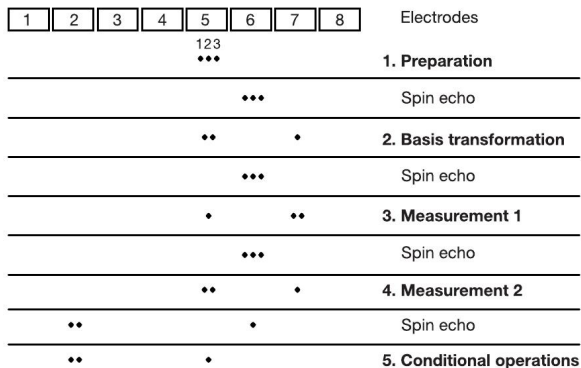 1 2 3 4 5 6 7 8 Electrodes
123
1. Preparation
Spin echo
2. Basis transformation
Spin echo
3. Measurement 1
Spin echo
4. Measurement 2
Spin echo
5. Conditional operations